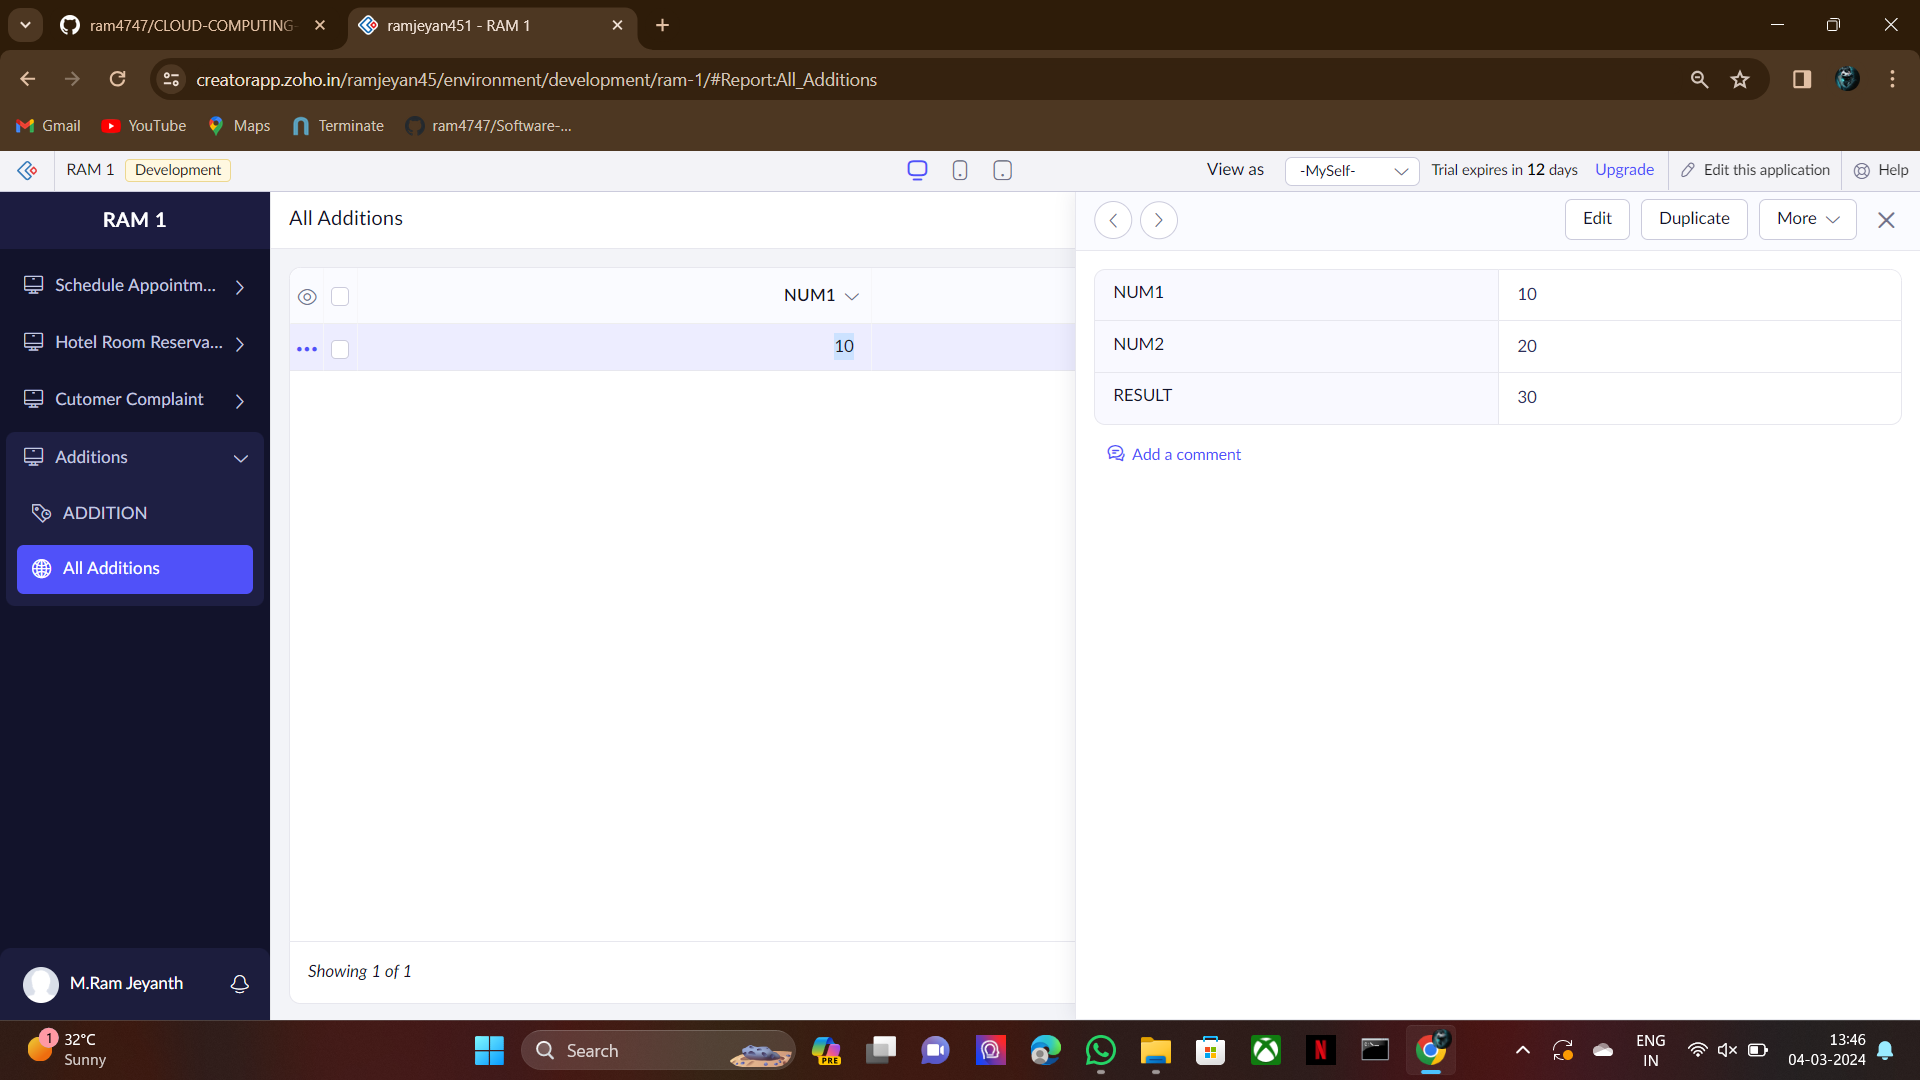 ram4747/CLOUD-COMPUTING-
ramjeyan451 - RAM 1
creatorapp.zoho.in/ramjeyan45/environment/development/ram-1/#Report:All_Additions
Gmail YouTube Maps Terminate ram4747/Software-...
RAM 1 Development View as -MySelf- Trial expires in 12 days Upgrade Edit this application Help
RAM 1
Schedule Appointm...
Hotel Room Reserva...
Cutomer Complaint
Additions
ADDITION
All Additions
M.Ram Jeyanth
All Additions
NUM1
10
Showing 1 of 1
Edit Duplicate More
NUM1 10
NUM2 20
RESULT 30
Add a comment
1
32°C
Sunny
Search
PRE
N
ENG
IN
13:46
04-03-2024